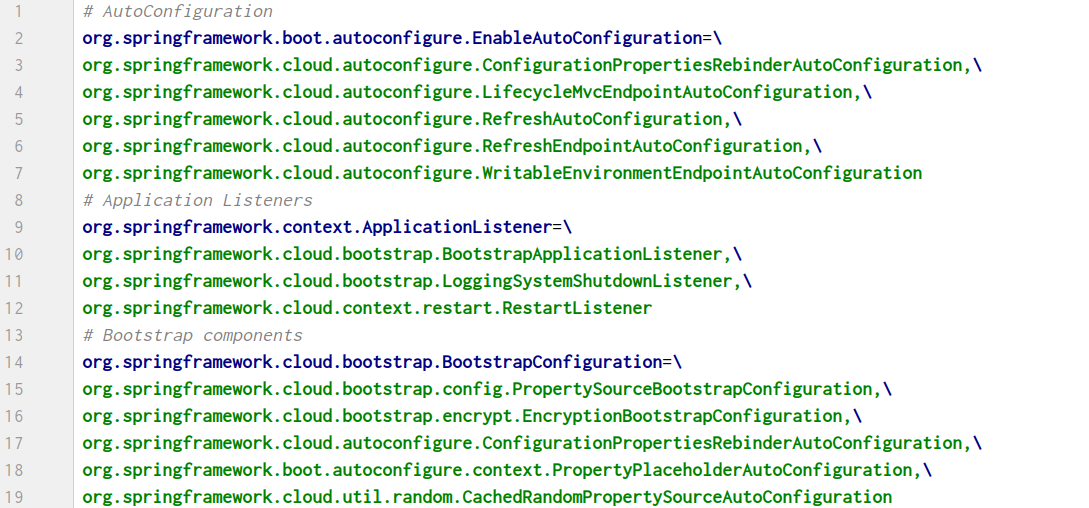 1 # AutoConfiguration
2 org.springframework.boot.autoconfigure.EnableAutoConfiguration=\
3 org.springframework.cloud.autoconfigure.ConfigurationPropertiesRebinderAutoConfiguration,\
4 org.springframework.cloud.autoconfigure.LifecycleMvcEndpointAutoConfiguration,\
5 org.springframework.cloud.autoconfigure.RefreshAutoConfiguration,\
6 org.springframework.cloud.autoconfigure.RefreshEndpointAutoConfiguration,\
7 org.springframework.cloud.autoconfigure.WritableEnvironmentEndpointAutoConfiguration
8 # Application Listeners
9 org.springframework.context.ApplicationListener=\
10 org.springframework.cloud.bootstrap.BootstrapApplicationListener,\
11 org.springframework.cloud.bootstrap.LoggingSystemShutdownListener,\
12 org.springframework.cloud.context.restart.RestartListener
13 # Bootstrap components
14 org.springframework.cloud.bootstrap.BootstrapConfiguration=\
15 org.springframework.cloud.bootstrap.config.PropertySourceBootstrapConfiguration,\
16 org.springframework.cloud.bootstrap.encrypt.EncryptionBootstrapConfiguration,\
17 org.springframework.cloud.autoconfigure.ConfigurationPropertiesRebinderAutoConfiguration,\
18 org.springframework.boot.autoconfigure.context.PropertyPlaceholderAutoConfiguration,\
19 org.springframework.cloud.util.random.CachedRandomPropertySourceAutoConfiguration